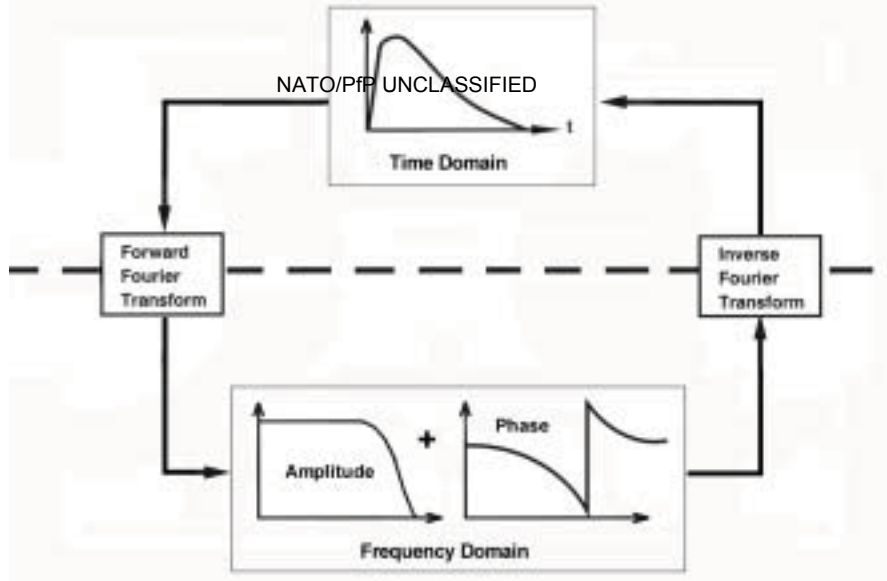 NATO/PfP UNCLASSIFIED
t
Time Domain
Forward
Fourier
Transform
Inverse
Fourier
Transform
Amplitude
+
Phase
Frequency Domain